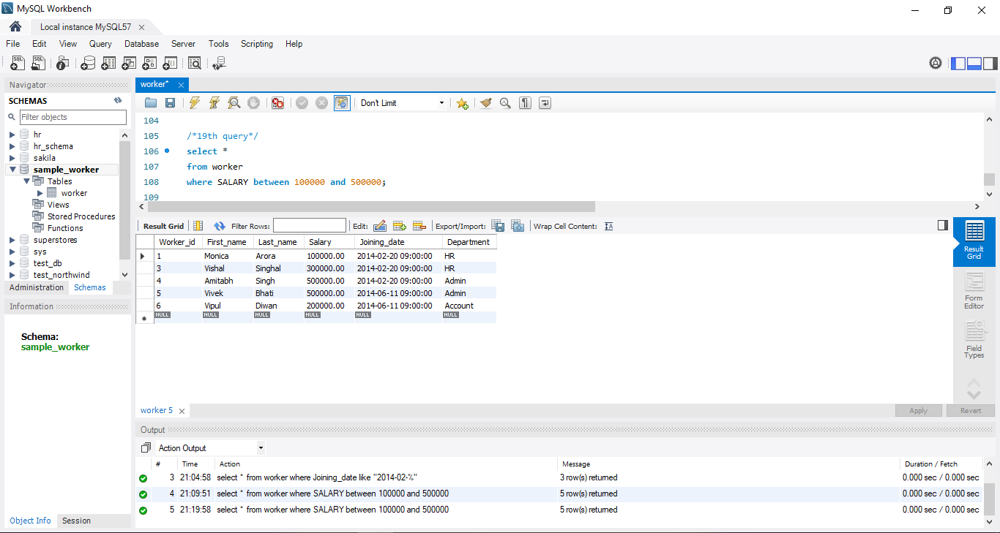 MySQL Workbench
Local instance MySQL57
File Edit View Query Database Server Tools Scripting Help
Navigator
SCHEMAS
Filter objects
hr
hr_schema
sakila
sample_worker
Tables
worker
Views
Stored Procedures
Functions
superstores
sys
test_db
test_northwind
Administration Schemas
Information
Schema:
sample_worker
Object Info Session
worker*
Don't Limit
104
105 /*19th query*/
106 select *
107 from worker
108 where SALARY between 100000 and 500000;
109
Result Grid Filter Rows: Edit: Export/Import: Wrap Cell Content:
Worker_id First_name Last_name Salary Joining_date Department
1 Monica Arora 100000.00 2014-02-20 09:00:00 HR
3 Vishal Singhal 300000.00 2014-02-20 09:00:00 HR
4 Amitabh Singh 500000.00 2014-02-20 09:00:00 Admin
5 Vivek Bhati 500000.00 2014-06-11 09:00:00 Admin
6 Vipul Diwan 200000.00 2014-06-11 09:00:00 Account
NULL NULL NULL NULL NULL NULL
Result
Grid
Form
Editor
Field
Types
worker 5
Apply Revert
Output
Action Output
# Time Action Message Duration / Fetch
3 21:04:58 select * from worker where Joining_date like "2014-02-%" 3 row(s) returned 0.000 sec / 0.000 sec
4 21:09:51 select * from worker where SALARY between 100000 and 500000 5 row(s) returned 0.000 sec / 0.000 sec
5 21:19:58 select * from worker where SALARY between 100000 and 500000 5 row(s) returned 0.000 sec / 0.000 sec